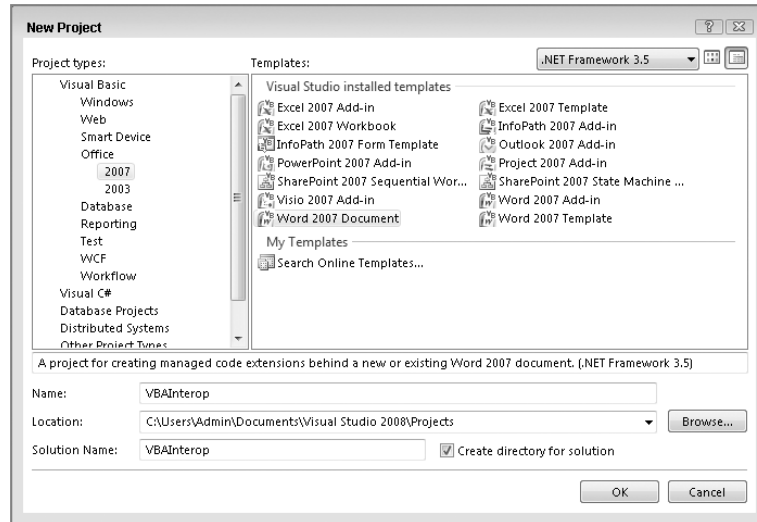 New Project
Project types:
Templates:
.NET Framework 3.5
Visual Basic
Windows
Web
Smart Device
Office
2007
2003
Database
Reporting
Test
WCF
Workflow
Visual C#
Database Projects
Distributed Systems
Other Project Types
Visual Studio installed templates
Excel 2007 Add-in
Excel 2007 Template
Excel 2007 Workbook
InfoPath 2007 Add-in
InfoPath 2007 Form Template
Outlook 2007 Add-in
PowerPoint 2007 Add-in
Project 2007 Add-in
SharePoint 2007 Sequential Wor...
SharePoint 2007 State Machine ...
Visio 2007 Add-in
Word 2007 Add-in
Word 2007 Document
Word 2007 Template
My Templates
Search Online Templates...
A project for creating managed code extensions behind a new or existing Word 2007 document. (.NET Framework 3.5)
Name:
VBAInterop
Location:
C:\Users\Admin\Documents\Visual Studio 2008\Projects
Browse...
Solution Name:
VBAInterop
Create directory for solution
OK
Cancel